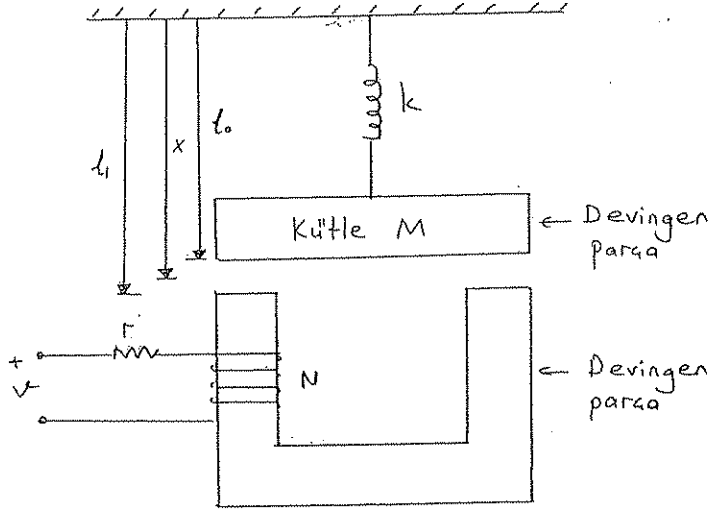 k
l₁
x
l₀
Kütle M
← Devingen
parça
r
+
v
N
← Devingen
parça